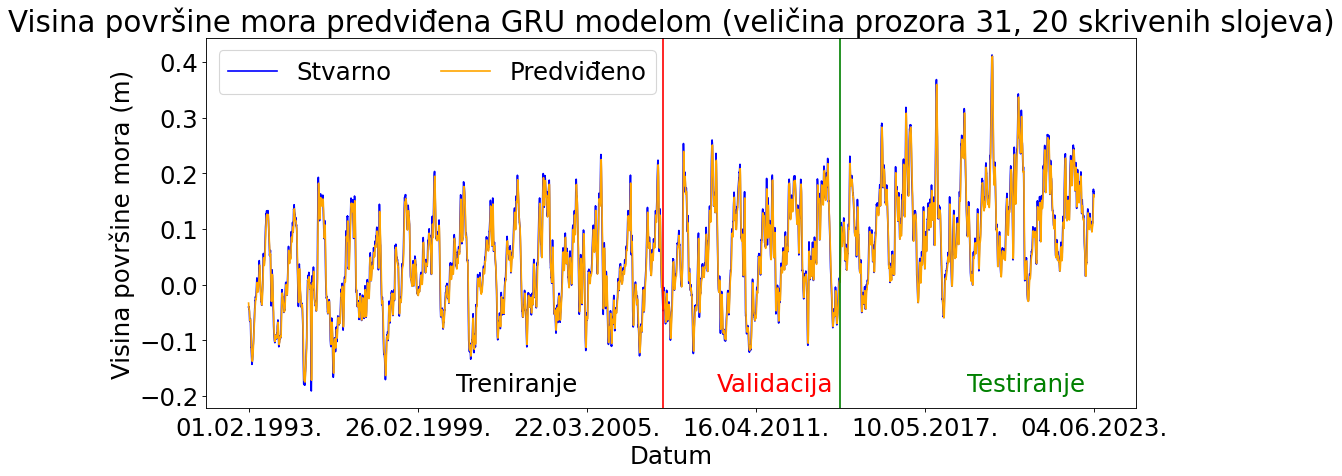 Visina površine mora predviđena GRU modelom (veličina prozora 31, 20 skrivenih slojeva)
Stvarno Predviđeno
Visina površine mora (m)
0.4
0.3
0.2
0.1
0.0
−0.1
−0.2
Treniranje Validacija Testiranje
01.02.1993. 26.02.1999. 22.03.2005. 16.04.2011. 10.05.2017. 04.06.2023.
Datum